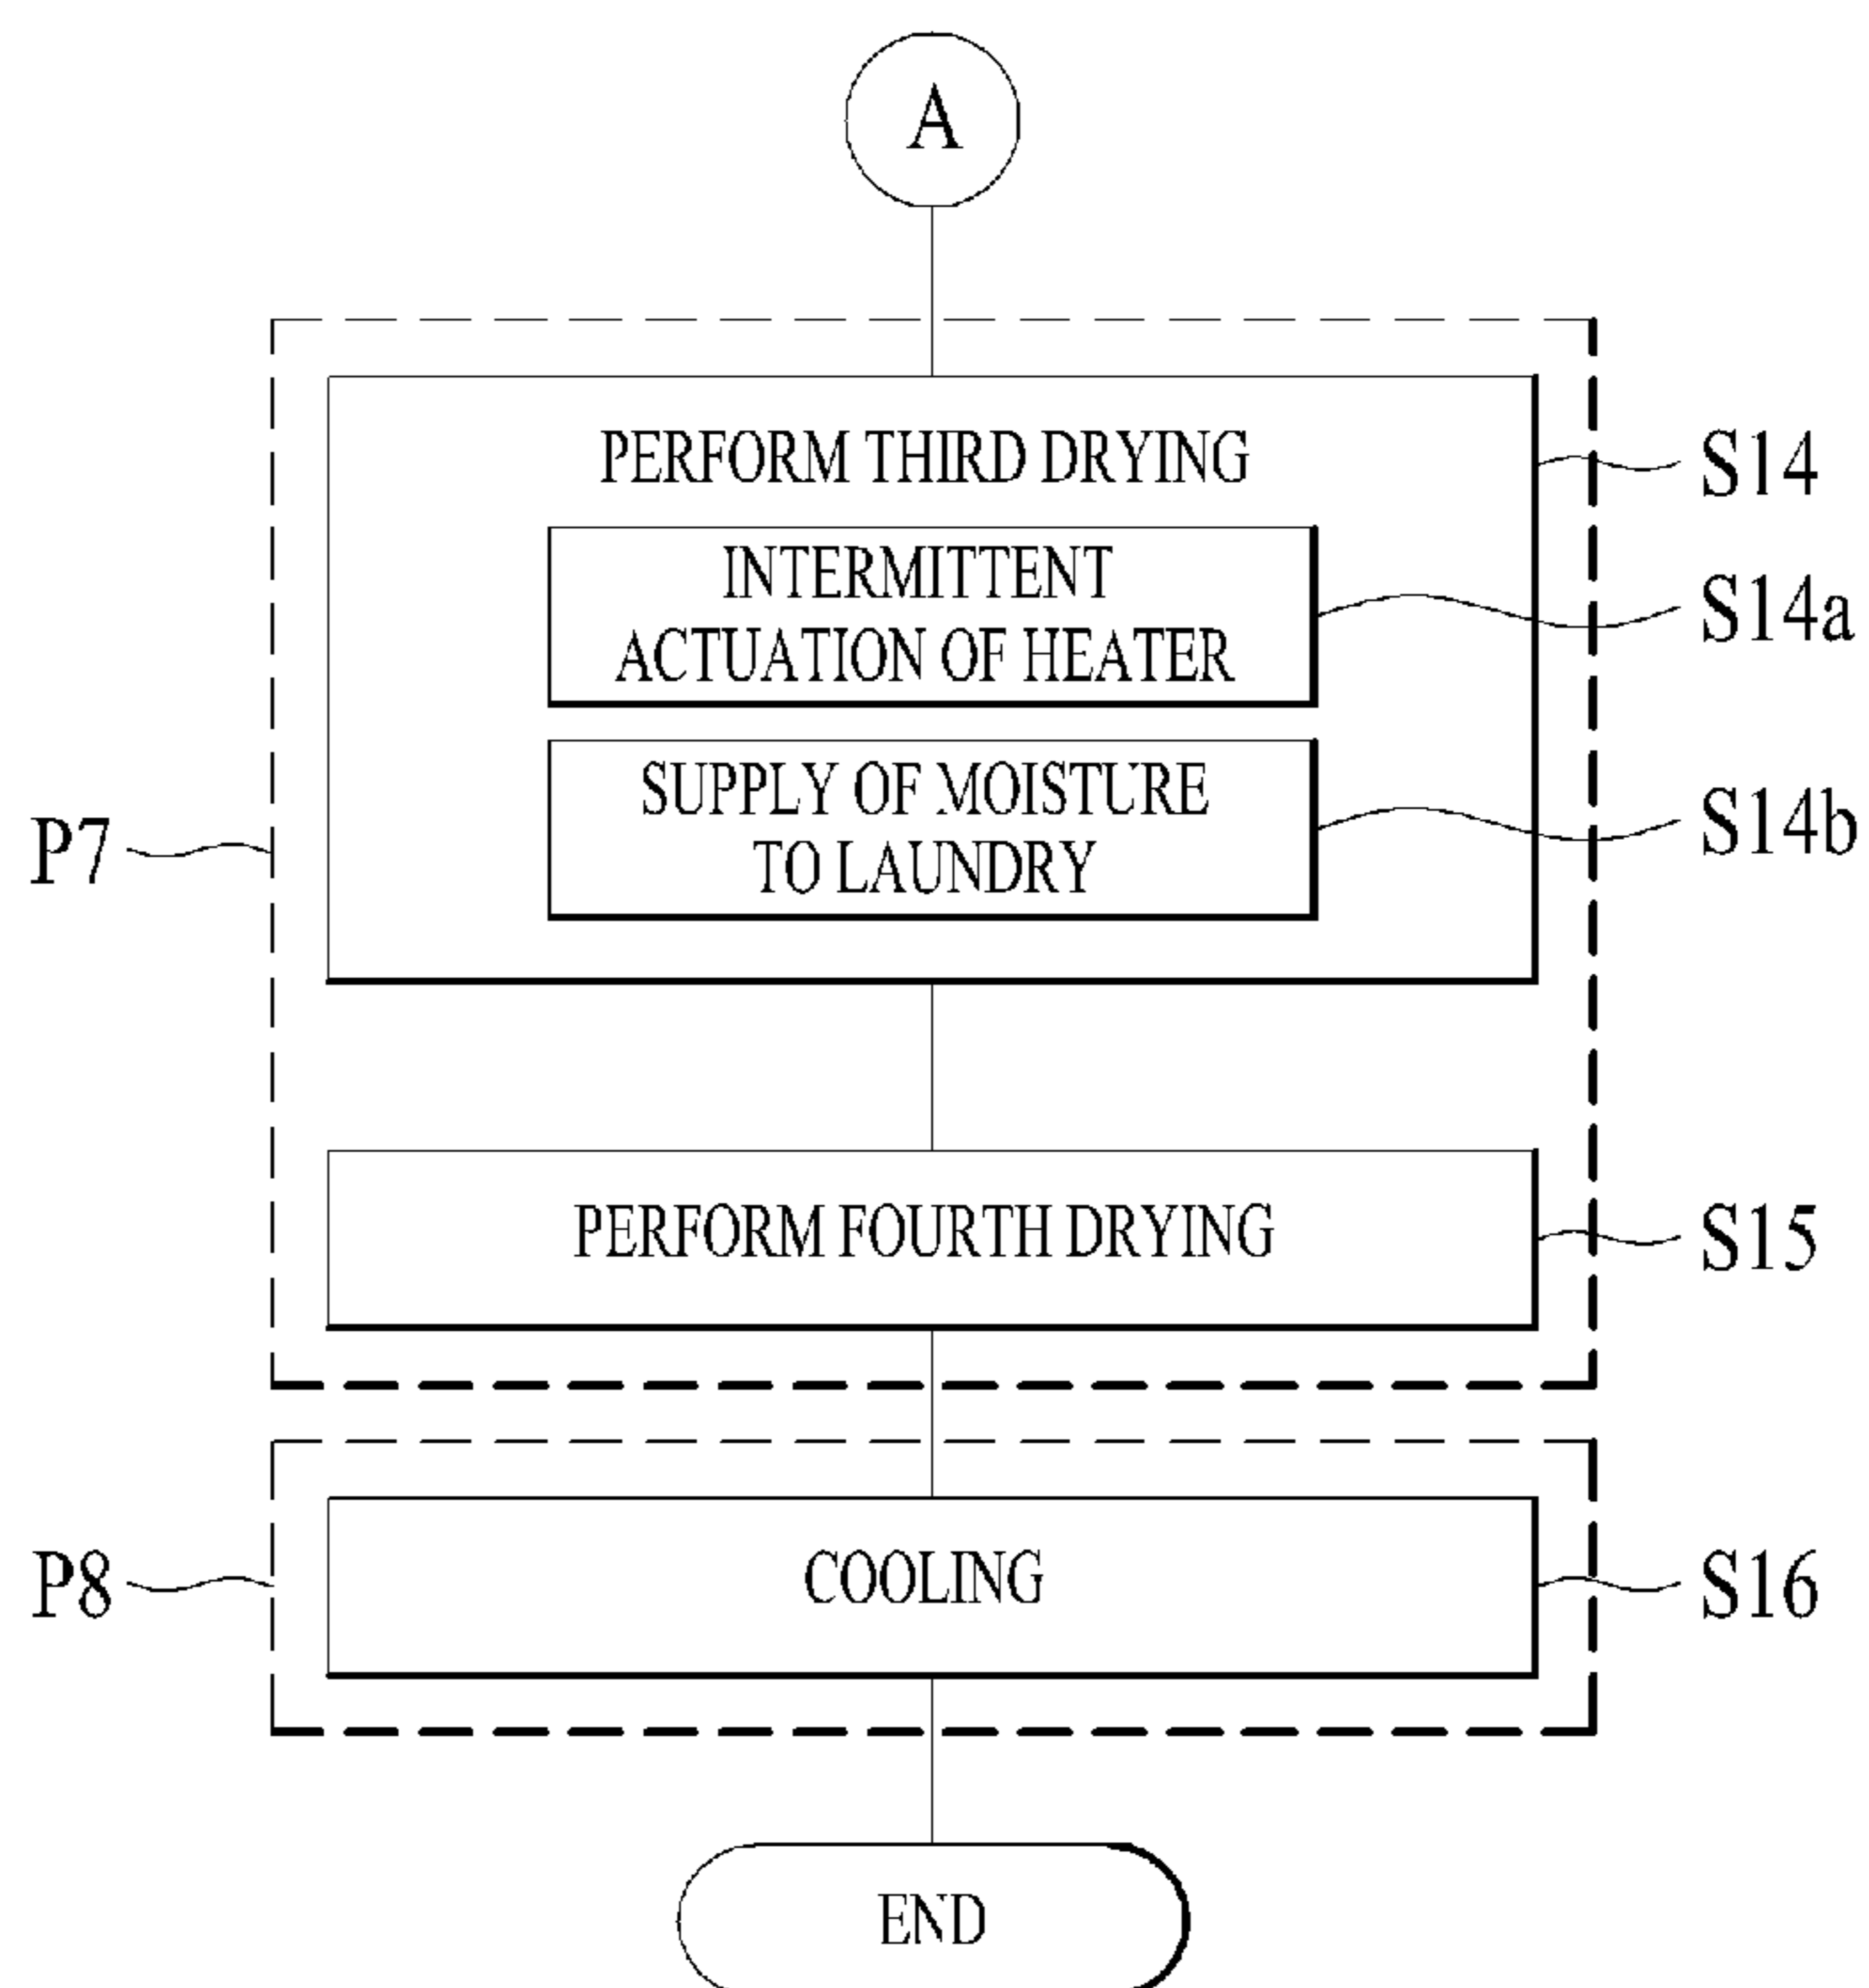 A
PERFORM THIRD DRYING
S14
INTERMITTENT
ACTUATION OF HEATER
S14a
SUPPLY OF MOISTURE
TO LAUNDRY
S14b
P7
PERFORM FOURTH DRYING
S15
P8
COOLING
S16
END